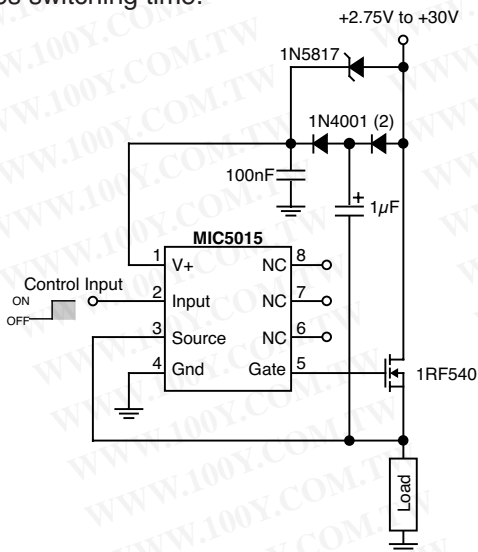 s switching time.
+2.75V to +30V
1N5817
1N4001 (2)
100nF
+
1µF
MIC5015
1 V+ NC 8
Control Input
ON
OFF
2 Input NC 7
3 Source NC 6
4 Gnd Gate 5
1RF540
Load
WWW.100Y.COM.TW